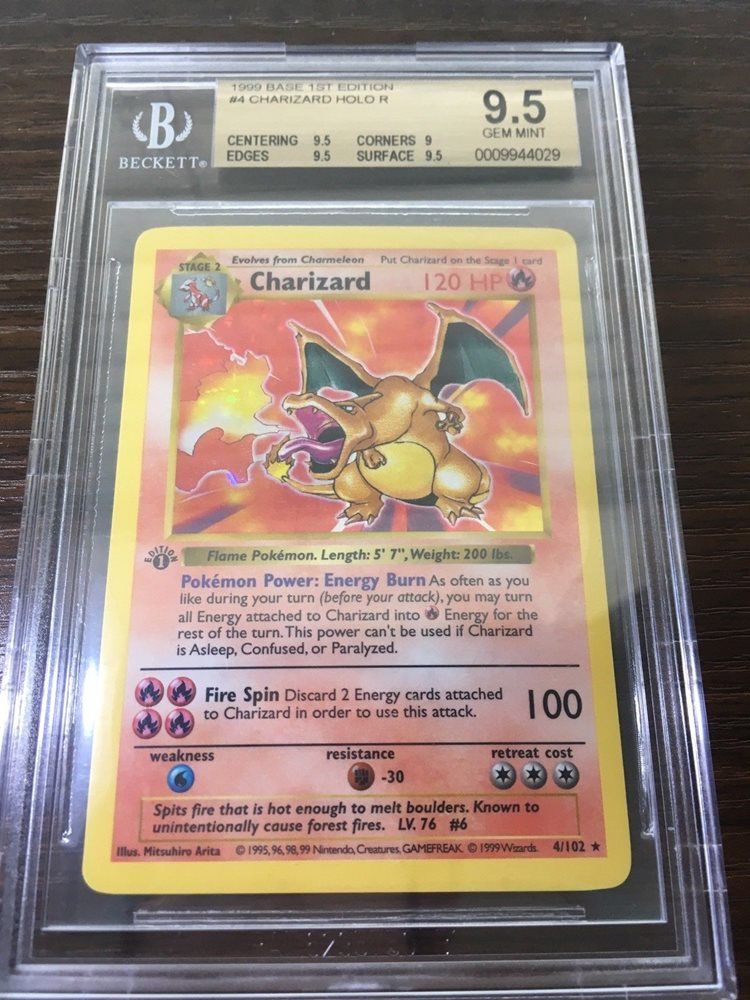 1999 BASE 1ST EDITION
#4 CHARIZARD HOLO R
9.5
GEM MINT
CENTERING 9.5 CORNERS 9
EDGES 9.5 SURFACE 9.5
0009944029
B
BECKETT®
STAGE 2
Evolves from Charmeleon Put Charizard on the Stage 1 card
Charizard 120 HP
EDITION
1
Flame Pokémon. Length: 5' 7", Weight: 200 lbs.
Pokémon Power: Energy Burn As often as you
like during your turn (before your attack), you may turn
all Energy attached to Charizard into Energy for the
rest of the turn. This power can't be used if Charizard
is Asleep, Confused, or Paralyzed.
Fire Spin Discard 2 Energy cards attached
to Charizard in order to use this attack.
100
weakness resistance retreat cost
-30
Spits fire that is hot enough to melt boulders. Known to
unintentionally cause forest fires. LV. 76 #6
Illus. Mitsuhiro Arita © 1995, 96, 98, 99 Nintendo, Creatures, GAMEFREAK. © 1999 Wizards. 4/102 ★